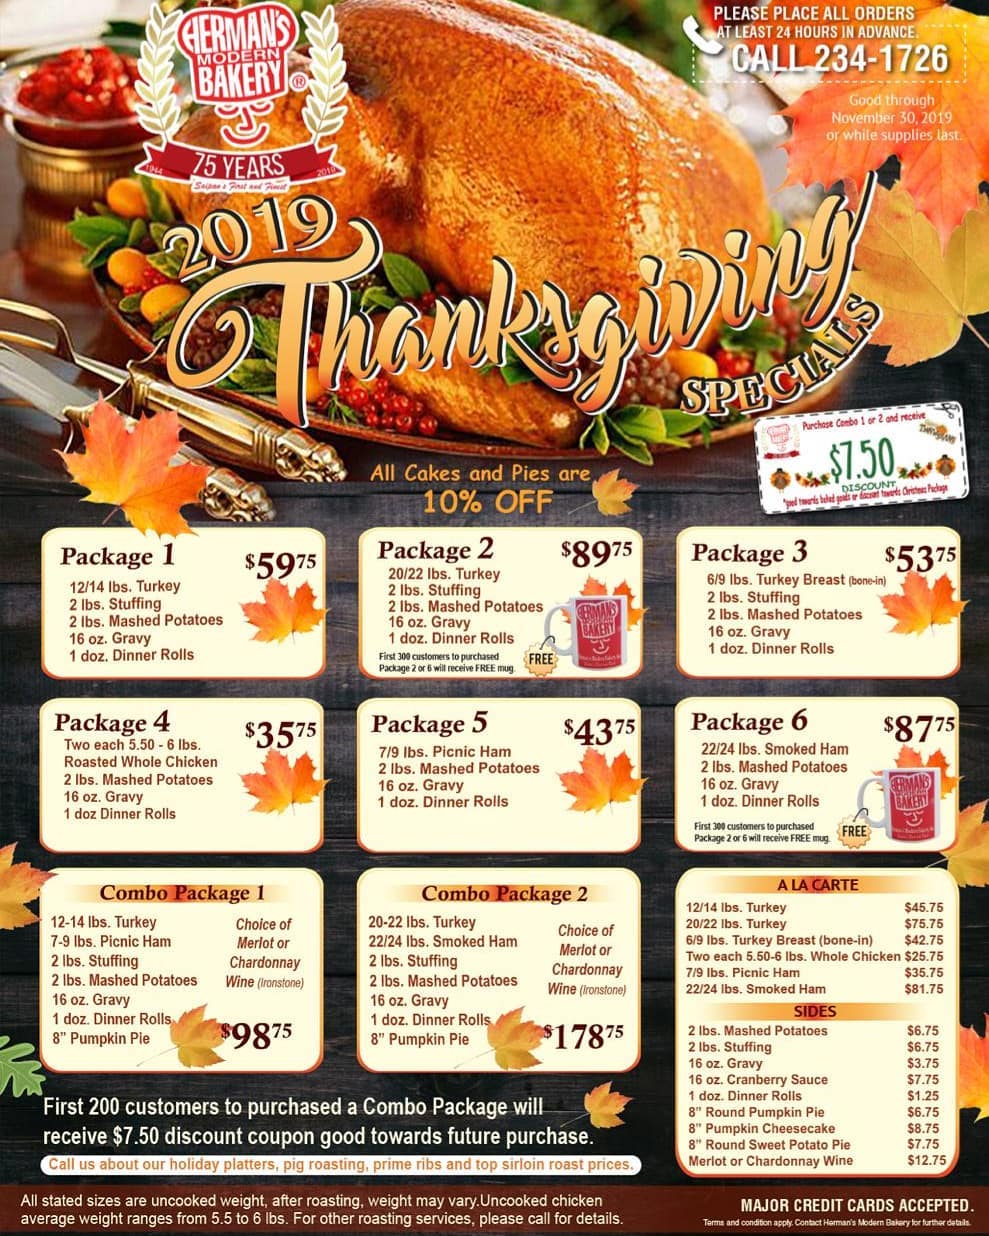 HERMAN'S
MODERN
BAKERY ®
75 YEARS
1944 2019
Saipan's First and Finest
PLEASE PLACE ALL ORDERS
AT LEAST 24 HOURS IN ADVANCE.
CALL 234-1726
Good through
November 30, 2019
or while supplies last.
2019
Thanksgiving
SPECIALS
Purchase Combo 1 or 2 and receive
$7.50
DISCOUNT
*good towards baked goods or discount towards Christmas Package
All Cakes and Pies are
10% OFF
Package 1 $5975
12/14 lbs. Turkey
2 lbs. Stuffing
2 lbs. Mashed Potatoes
16 oz. Gravy
1 doz. Dinner Rolls
Package 2 $8975
20/22 lbs. Turkey
2 lbs. Stuffing
2 lbs. Mashed Potatoes
16 oz. Gravy
1 doz. Dinner Rolls
First 300 customers to purchased
Package 2 or 6 will receive FREE mug.
FREE
HERMAN'S
MODERN
BAKERY
Package 3 $5375
6/9 lbs. Turkey Breast (bone-in)
2 lbs. Stuffing
2 lbs. Mashed Potatoes
16 oz. Gravy
1 doz. Dinner Rolls
Package 4 $3575
Two each 5.50 - 6 lbs.
Roasted Whole Chicken
2 lbs. Mashed Potatoes
16 oz. Gravy
1 doz Dinner Rolls
Package 5 $4375
7/9 lbs. Picnic Ham
2 lbs. Mashed Potatoes
16 oz. Gravy
1 doz. Dinner Rolls
Package 6 $8775
22/24 lbs. Smoked Ham
2 lbs. Mashed Potatoes
16 oz. Gravy
1 doz. Dinner Rolls
First 300 customers to purchased
Package 2 or 6 will receive FREE mug.
FREE
HERMAN'S
MODERN
BAKERY
Combo Package 1
12-14 lbs. Turkey
7-9 lbs. Picnic Ham
2 lbs. Stuffing
2 lbs. Mashed Potatoes
16 oz. Gravy
1 doz. Dinner Rolls
8” Pumpkin Pie
Choice of
Merlot or
Chardonnay
Wine (Ironstone)
$9875
Combo Package 2
20-22 lbs. Turkey
22/24 lbs. Smoked Ham
2 lbs. Stuffing
2 lbs. Mashed Potatoes
16 oz. Gravy
1 doz. Dinner Rolls
8” Pumpkin Pie
Choice of
Merlot or
Chardonnay
Wine (Ironstone)
$17875
A LA CARTE
12/14 lbs. Turkey $45.75
20/22 lbs. Turkey $75.75
6/9 lbs. Turkey Breast (bone-in) $42.75
Two each 5.50-6 lbs. Whole Chicken $25.75
7/9 lbs. Picnic Ham $35.75
22/24 lbs. Smoked Ham $81.75
SIDES
2 lbs. Mashed Potatoes $6.75
2 lbs. Stuffing $6.75
16 oz. Gravy $3.75
16 oz. Cranberry Sauce $7.75
1 doz. Dinner Rolls $1.25
8” Round Pumpkin Pie $6.75
8” Pumpkin Cheesecake $8.75
8” Round Sweet Potato Pie $7.75
Merlot or Chardonnay Wine $12.75
First 200 customers to purchased a Combo Package will
receive $7.50 discount coupon good towards future purchase.
Call us about our holiday platters, pig roasting, prime ribs and top sirloin roast prices.
All stated sizes are uncooked weight, after roasting, weight may vary.Uncooked chicken
average weight ranges from 5.5 to 6 lbs. For other roasting services, please call for details.
MAJOR CREDIT CARDS ACCEPTED.
Terms and condition apply. Contact Herman's Modern Bakery for further details.